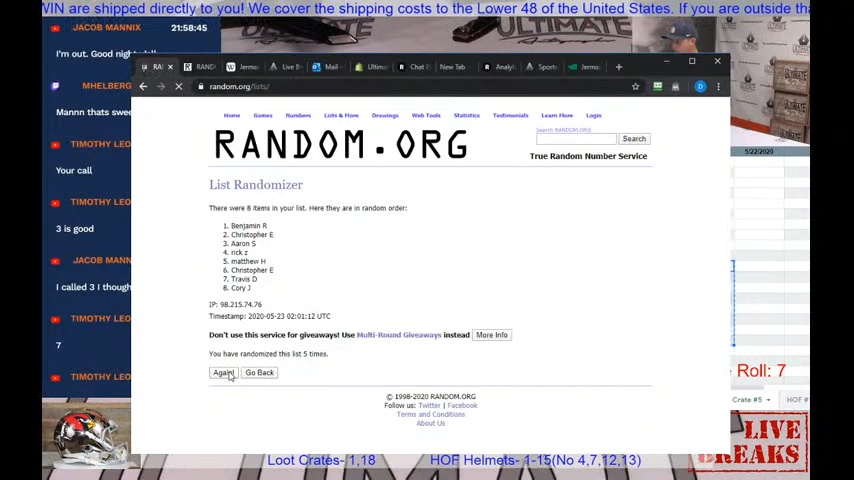 WIN are shipped directly to you! We cover the shipping costs to the Lower 48 of the United States. If you are outside
JACOB MANNIX
21:58:45
I'm out. Good
MHELBERG
Mannn thats swee
TIMOTHY LEO
Your call
TIMOTHY LEO
3 is good
JACOB MANN
I called 3 I though
TIMOTHY LEO
7
TIMOTHY LEO
New Tab
random.org/lists/
Home Games Numbers Lists & More Drawings Web Tools Statistics Testimonials Learn More Login
Search RANDOM.ORG
Search
RANDOM.ORG
True Random Number Service
List Randomizer
There were 8 items in your list. Here they are in random order:
1. Benjamin R
2. Christopher E
3. Aaron S
4. rick z
5. matthew H
6. Christopher E
7. Travis D
8. Cory J
IP: 98.215.74.76
Timestamp: 2020-05-23 02:01:12 UTC
Don't use this service for giveaways! Use Multi-Round Giveaways instead More Info
You have randomized this list 5 times.
Again! Go Back
© 1998-2020 RANDOM.ORG
Follow us: Twitter | Facebook
Terms and Conditions
About Us
5/22/2020
Roll: 7
Crate #5
HOF #
LIVE
BREAKS
Loot Crates- 1,18 HOF Helmets- 1-15(No 4,7,12,13)